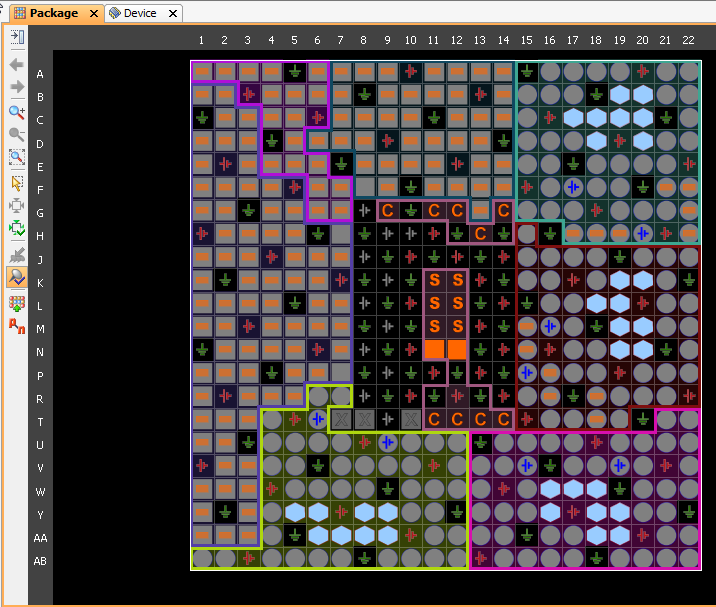 Package × Device ×
1 2 3 4 5 6 7 8 9 10 11 12 13 14 15 16 17 18 19 20 21 22
A
B
C
D
E
F
G C C C C
H C
J
K S S
L S S
M S S
N
P
R
T X X X C C C C
U
V
W
Y
AA
AB